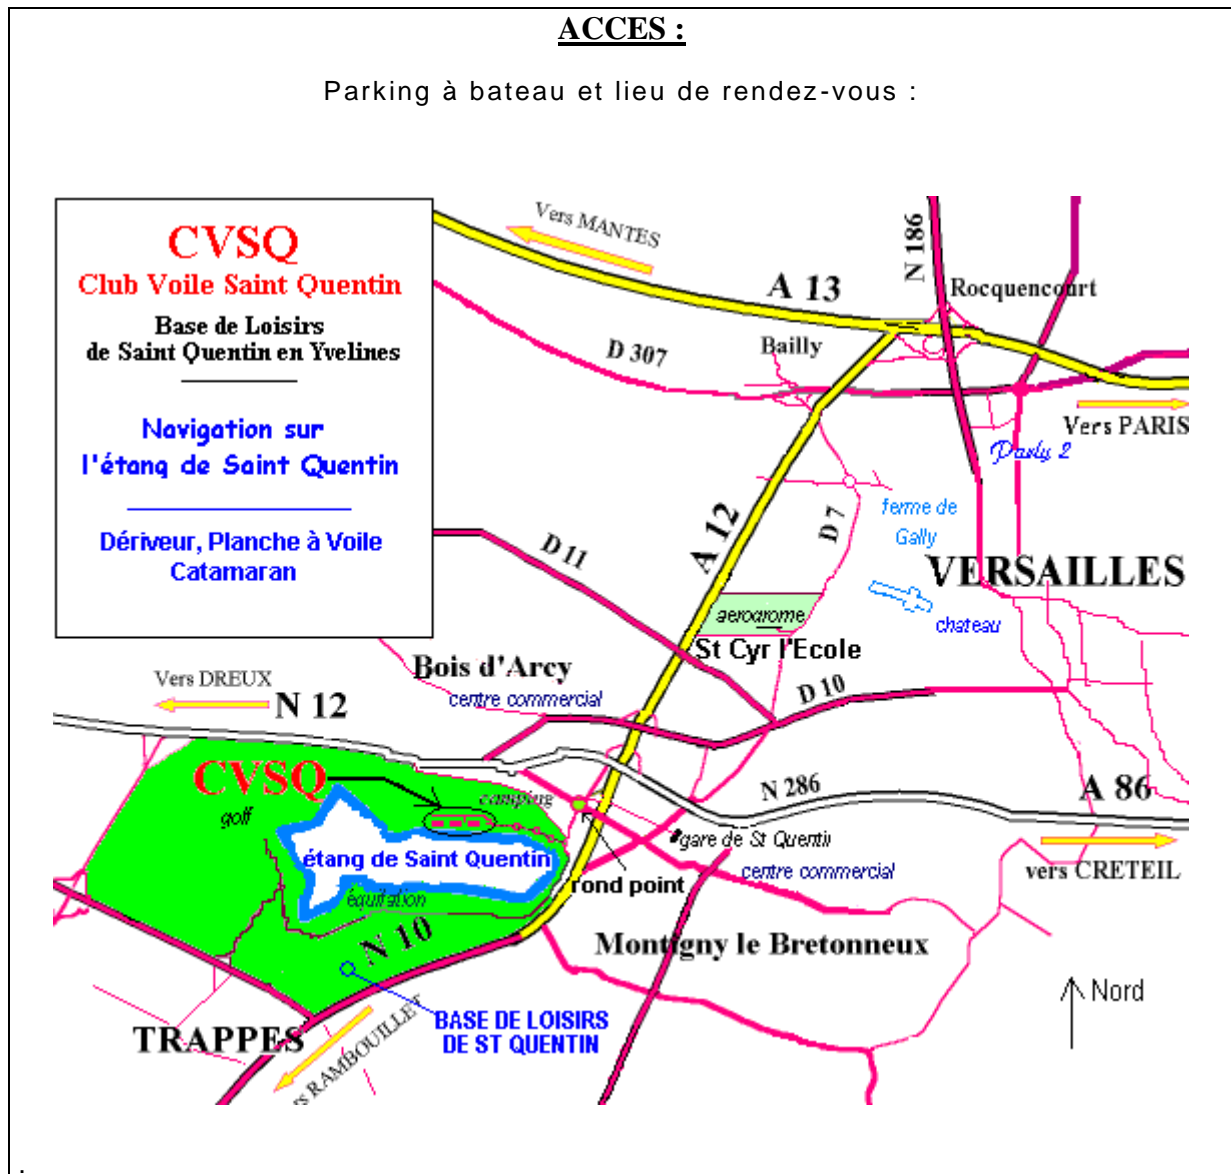 ACCES :
Parking à bateau et lieu de rendez-vous :
CVSQ
Club Voile Saint Quentin
Base de Loisirs
de Saint Quentin en Yvelines
Navigation sur
l'étang de Saint Quentin
Dériveur, Planche à Voile
Catamaran
Vers MANTES
A 13
N 186
Rocquencourt
Bailly
D 307
Vers PARIS
Parly 2
A 12
D 7
ferme de
Gally
D 11
VERSAILLES
aerodrome
chateau
St Cyr l'Ecole
Bois d'Arcy
centre commercial
D 10
Vers DREUX
N 12
CVSQ
golf
camping
N 286
A 86
gare de St Quentin
étang de Saint Quentin
rond point
centre commercial
vers CRETEIL
équitation
N 10
Montigny le Bretonneux
Nord
BASE DE LOISIRS
DE ST QUENTIN
TRAPPES
rs RAMBOUILLET
.